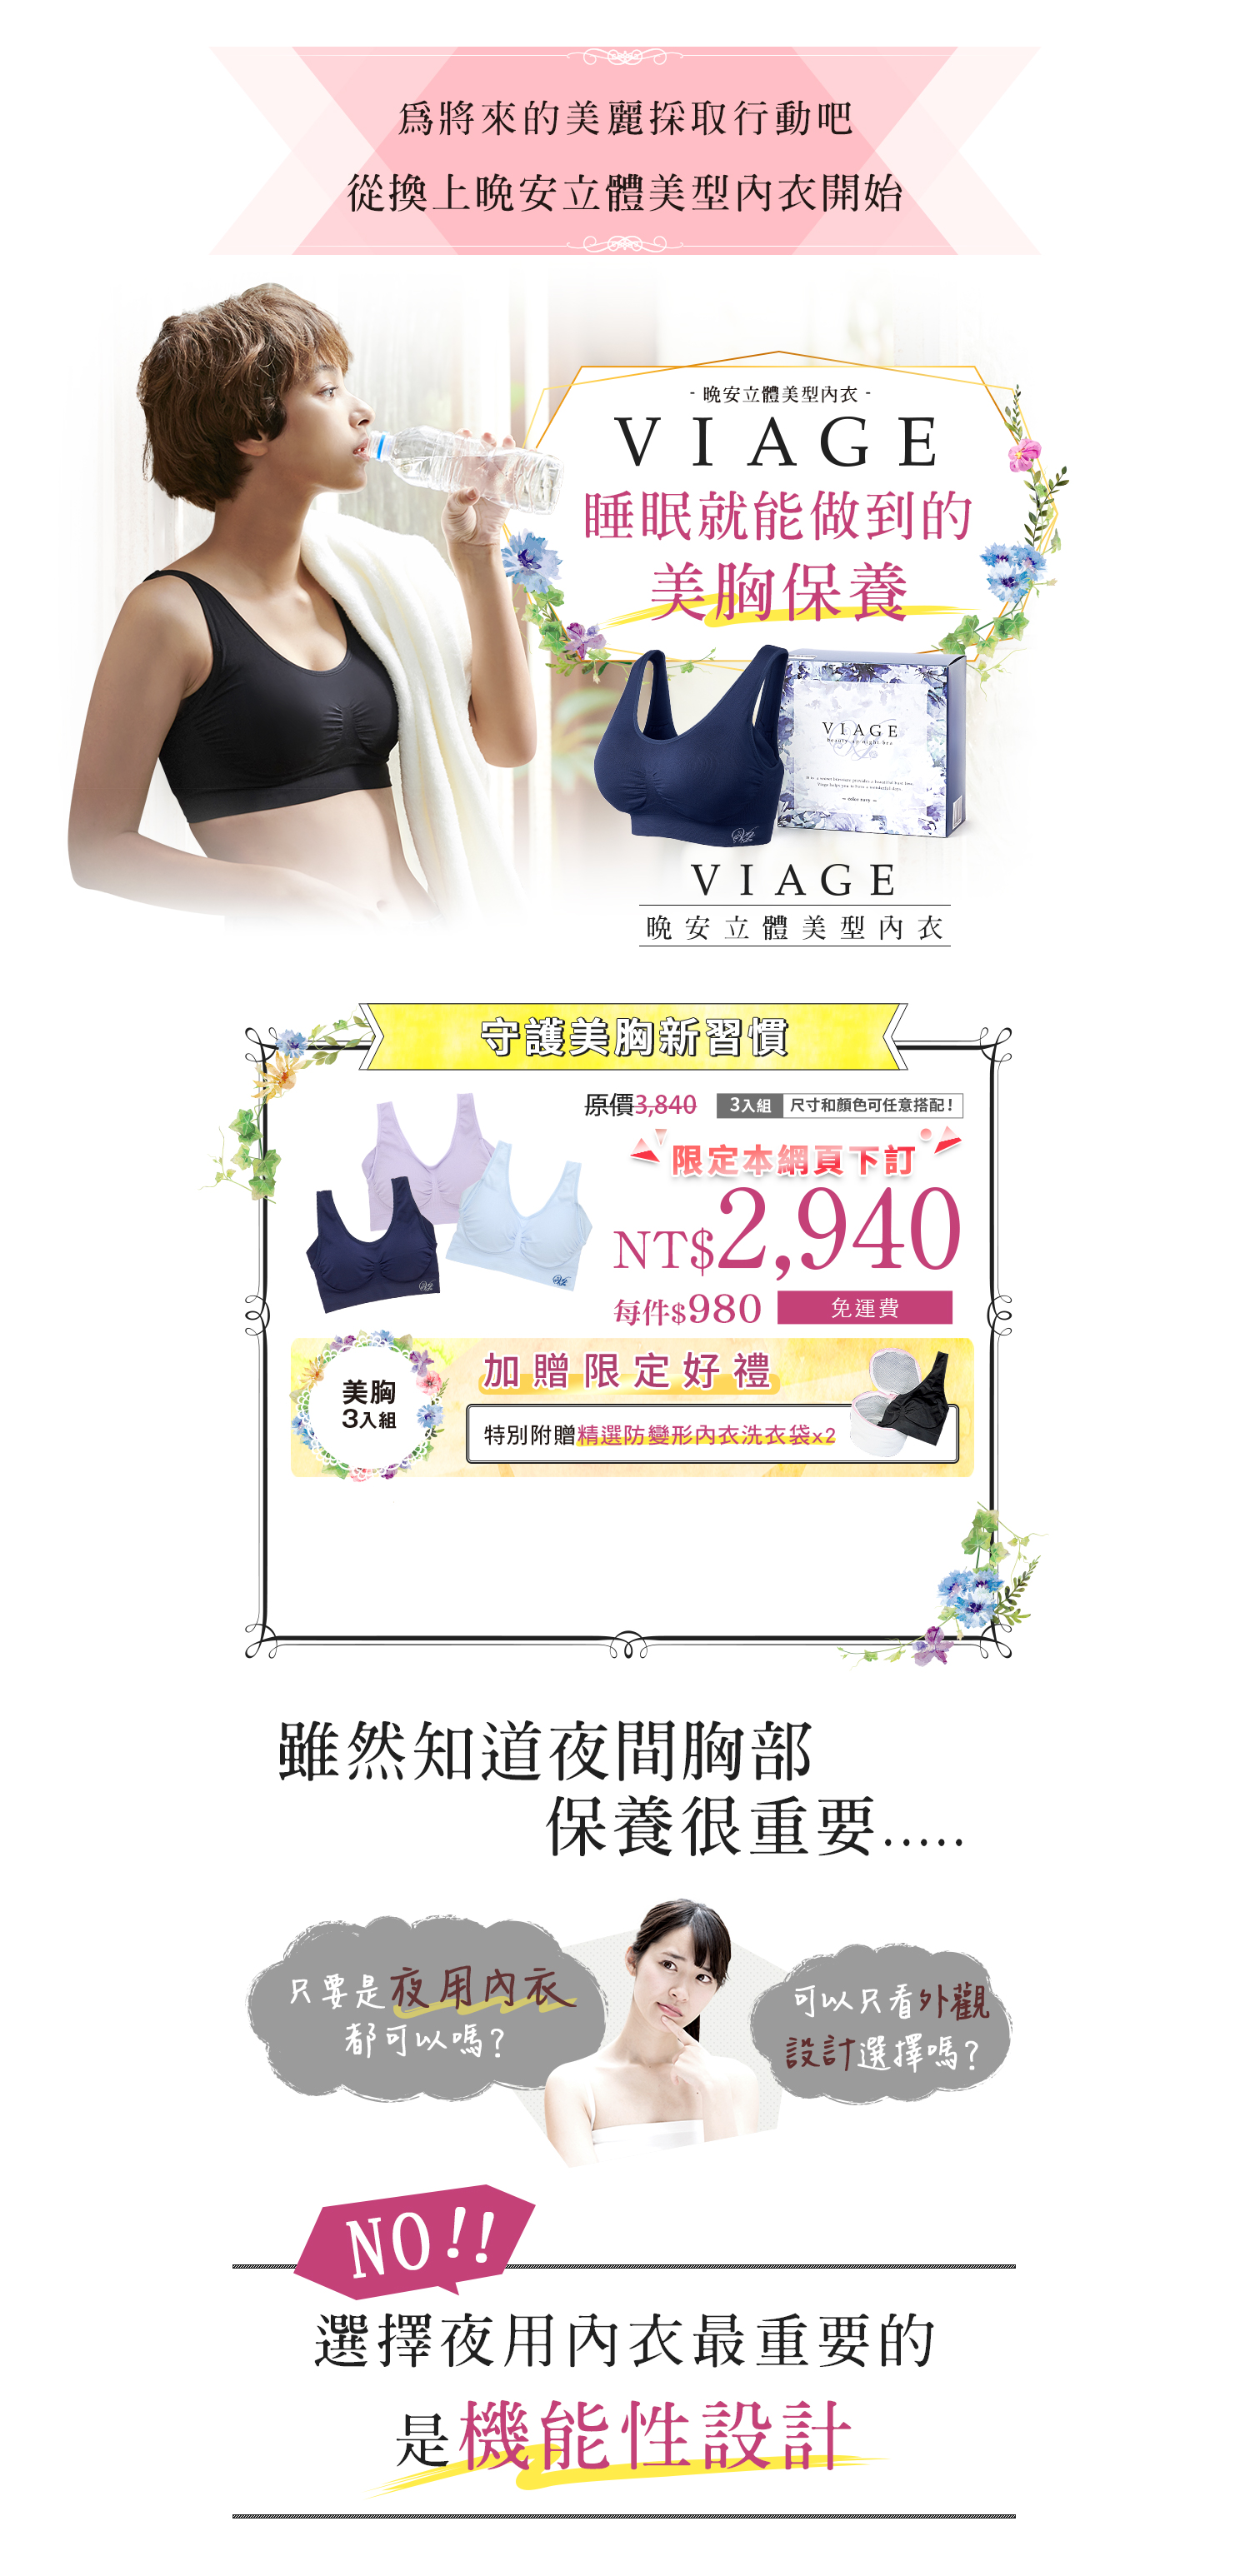 爲將來的美麗採取行動吧
從換上晚安立體美型內衣開始
- 晚安立體美型內衣 -
VIAGE
睡眠就能做到的
美胸保養
VIAGE
beauty up night bra
— color navy —
VIAGE
晚安立體美型內衣
守護美胸新習慣
原價3,840 3入組 尺寸和顏色可任意搭配!
限定本網頁下訂
NT$2,940
每件$980 免運費
美胸
3入組
加贈限定好禮
特別附贈精選防變形內衣洗衣袋x2
雖然知道夜間胸部
保養很重要.....
只要是夜用內衣
都可以嗎?
可以只看外觀
設計選擇嗎?
NO!!
選擇夜用內衣最重要的
是機能性設計